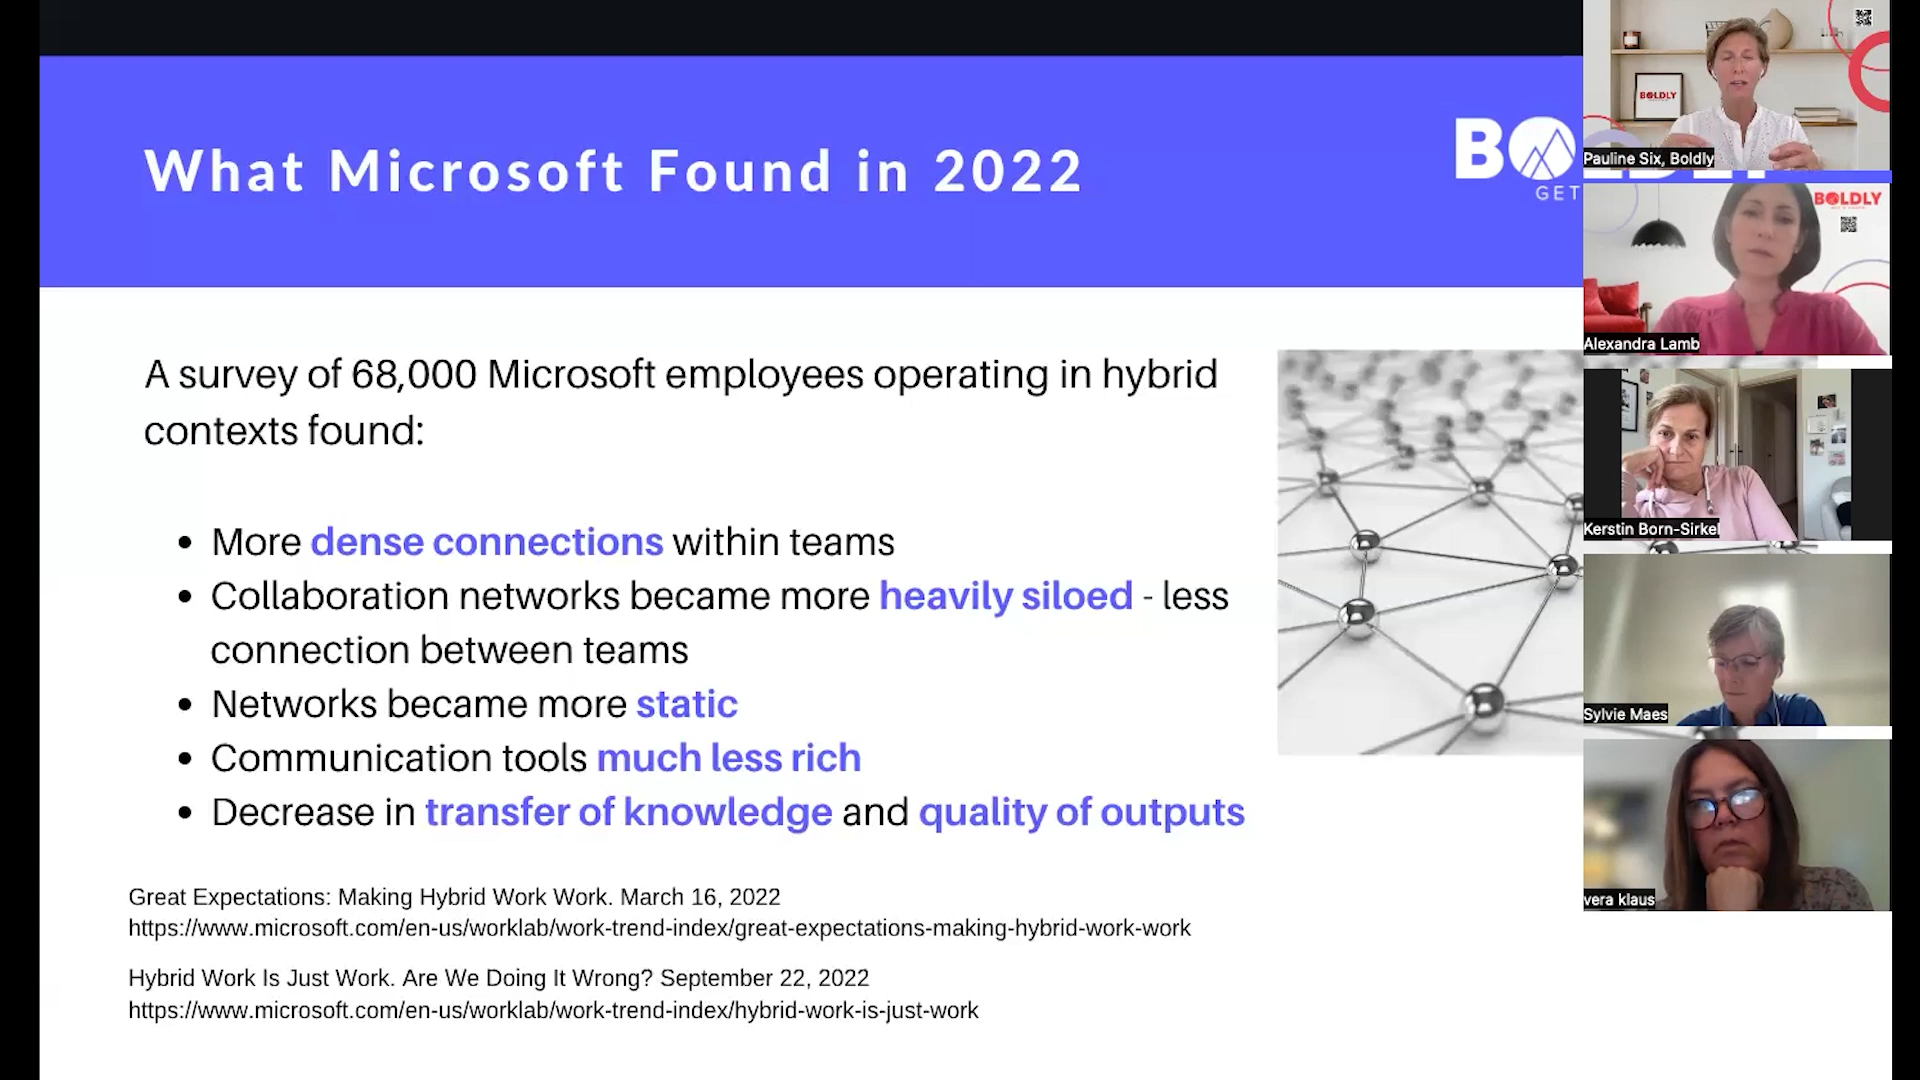 What Microsoft Found in 2022
BO
GET
A survey of 68,000 Microsoft employees operating in hybrid
contexts found:
• More dense connections within teams
• Collaboration networks became more heavily siloed - less
connection between teams
• Networks became more static
• Communication tools much less rich
• Decrease in transfer of knowledge and quality of outputs
Great Expectations: Making Hybrid Work Work. March 16, 2022
https://www.microsoft.com/en-us/worklab/work-trend-index/great-expectations-making-hybrid-work-work
Hybrid Work Is Just Work. Are We Doing It Wrong? September 22, 2022
https://www.microsoft.com/en-us/worklab/work-trend-index/hybrid-work-is-just-work
BOLDLY
Pauline Six, Boldly
BOLDLY
Alexandra Lamb
Kerstin Born-Sirkel
Sylvie Maes
vera klaus